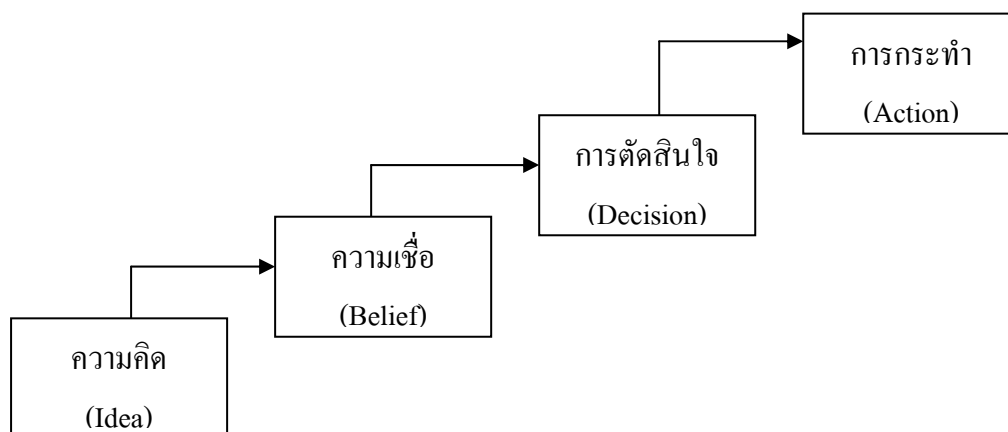 การกระทำ
(Action)
การตัดสินใจ
(Decision)
ความเชื่อ
(Belief)
ความคิด
(Idea)